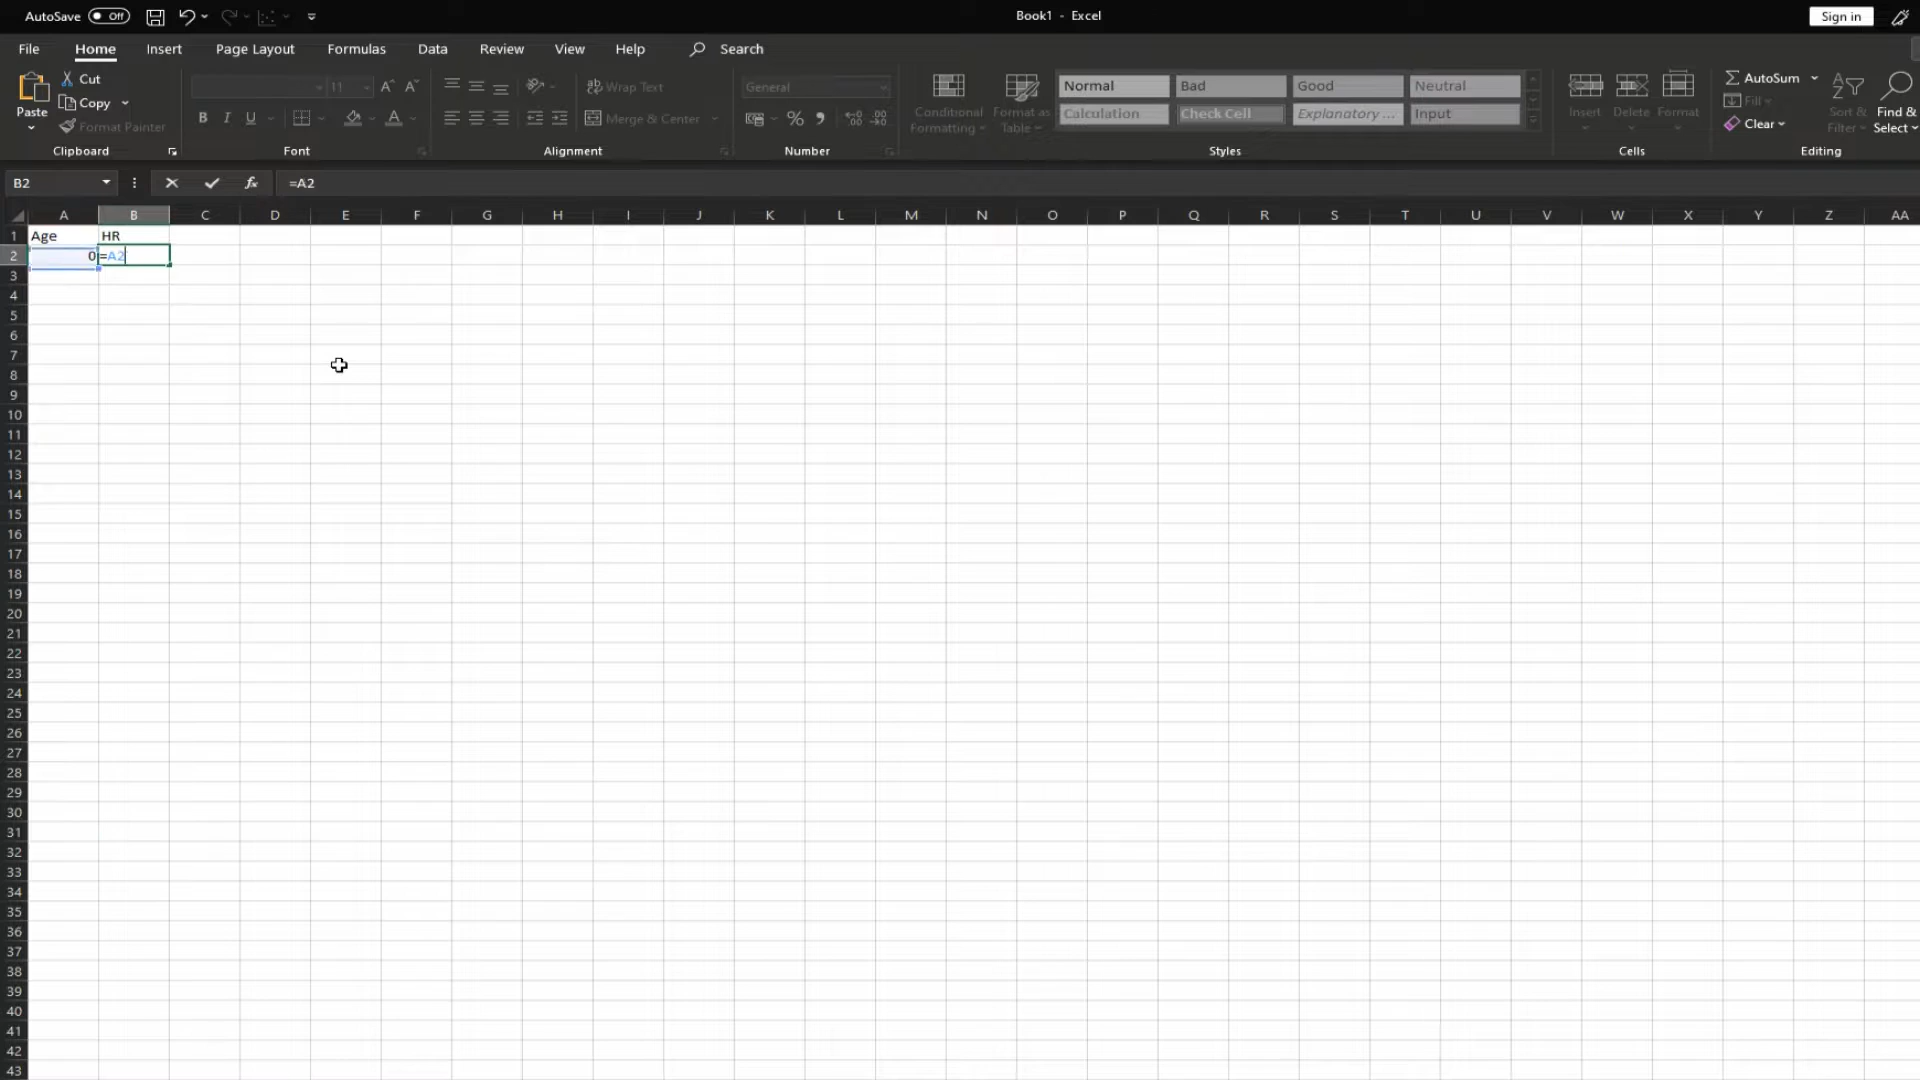 AutoSave Off Book1 - Excel Sign in
File Home Insert Page Layout Formulas Data Review View Help Search
Paste Cut Copy Format Painter
Clipboard
11 A A
B I U A
Font
Wrap Text
Merge & Center
Alignment
General
% 9
Number
Conditional Formatting
Format as Table
Normal Bad Good Neutral
Calculation Check Cell Explanatory ... Input
Styles
Insert Delete Format
Cells
AutoSum
Fill
Clear
Sort & Filter
Find & Select
Editing
B2 fx =A2
A B C D E F G H I J K L M N O P Q R S T U V W X Y Z AA
1 Age HR
2 0 =A2
3
4
5
6
7
8
9
10
11
12
13
14
15
16
17
18
19
20
21
22
23
24
25
26
27
28
29
30
31
32
33
34
35
36
37
38
39
40
41
42
43